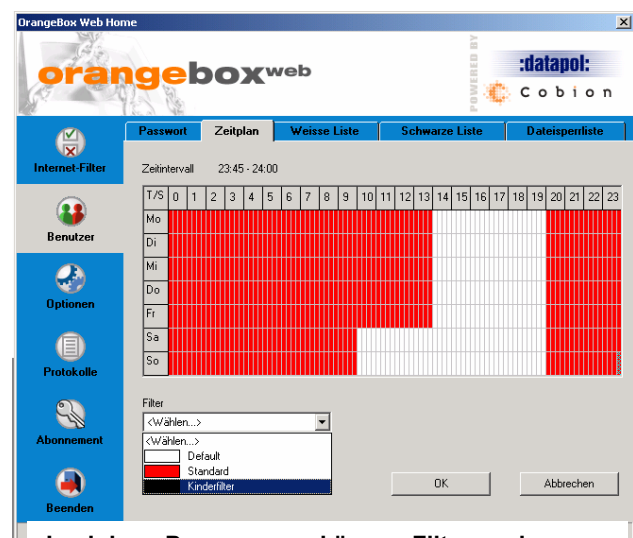 OrangeBox Web Home
orangebox web
POWERED BY
:datapol:
Cobion
Internet-Filter
Benutzer
Optionen
Protokolle
Abonnement
Beenden
Passwort Zeitplan Weisse Liste Schwarze Liste Dateisperrliste
Zeitintervall 23:45 - 24:00
T/S 0 1 2 3 4 5 6 7 8 9 10 11 12 13 14 15 16 17 18 19 20 21 22 23
Mo
Di
Mi
Do
Fr
Sa
So
Filter
<Wählen...>
<Wählen...>
Default
Standard
Kinderfilter
OK Abbrechen